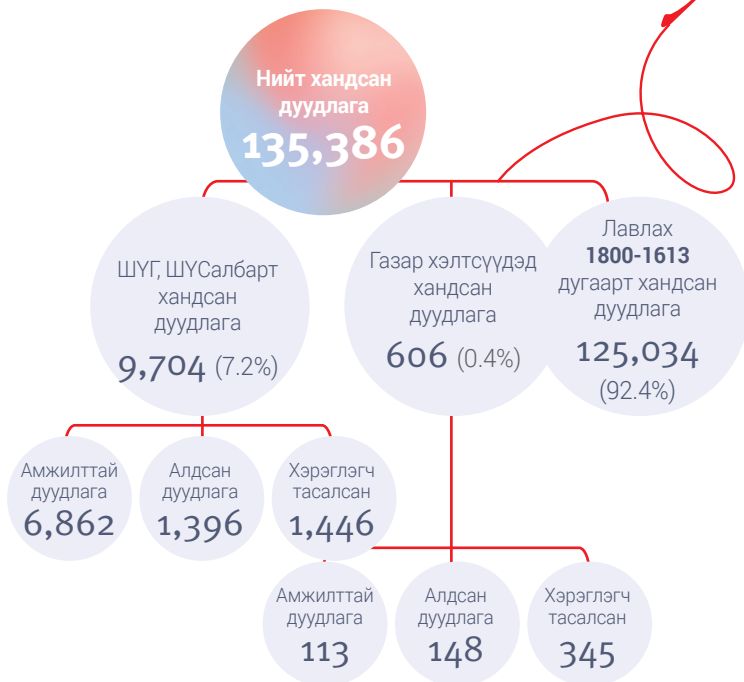 Нийт хандсан
дуудлага
135,386
ШҮГ, ШҮСалбарт
хандсан
дуудлага
9,704 (7.2%)
Газар хэлтсүүдэд
хандсан
дуудлага
606 (0.4%)
Лавлах
1800-1613
дугаарт хандсан
дуудлага
125,034
(92.4%)
Амжилттай
дуудлага
6,862
Алдсан
дуудлага
1,396
Хэрэглэгч
тасалсан
1,446
Амжилттай
дуудлага
113
Алдсан
дуудлага
148
Хэрэглэгч
тасалсан
345